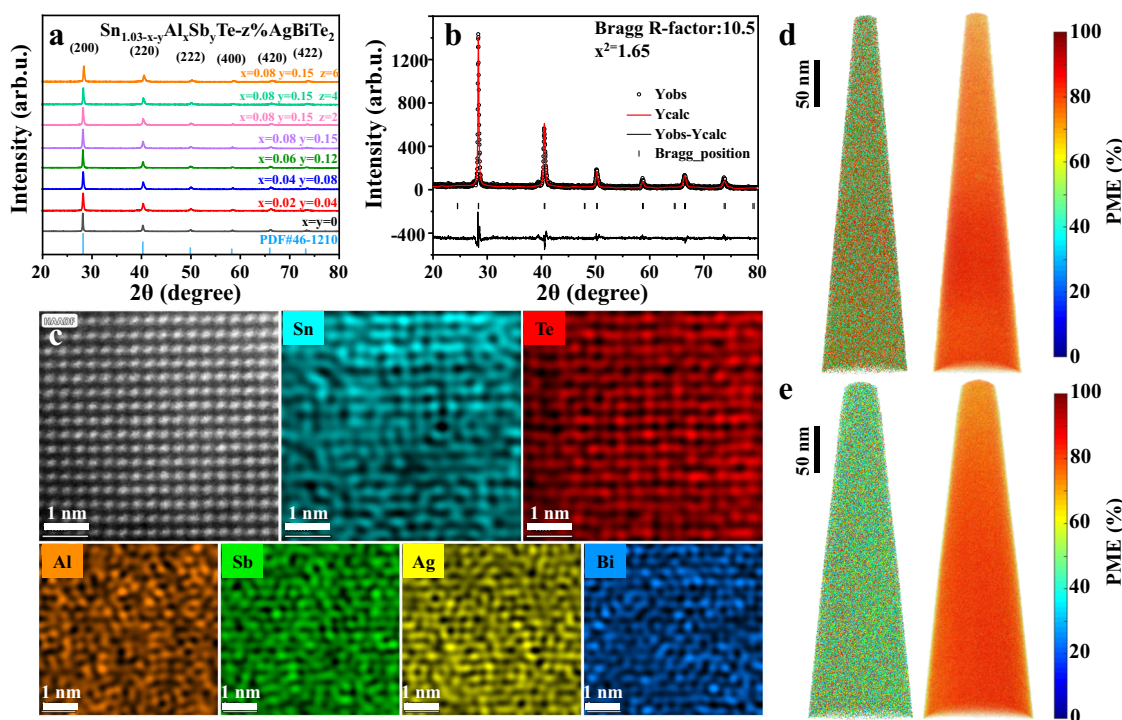 a
Sn1.03-x-yAlxSbyTe-z%AgBiTe2
(200)
(220)
(222)
(400)
(420)
(422)
x=0.08 y=0.15 z=6
x=0.08 y=0.15 z=4
x=0.08 y=0.15 z=2
x=0.08 y=0.15
x=0.06 y=0.12
x=0.04 y=0.08
x=0.02 y=0.04
x=y=0
PDF#46-1210
20 30 40 50 60 70 80
2θ (degree)
Intensity (arb.u.)
b
Bragg R-factor:10.5
x²=1.65
Yobs
Ycalc
Yobs-Ycalc
Bragg_position
1200
800
400
0
-400
20 30 40 50 60 70 80
2θ (degree)
Intensity (arb.u.)
HAADF
c
1 nm
Sn
1 nm
Te
1 nm
Al
1 nm
Sb
1 nm
Ag
1 nm
Bi
1 nm
d
50 nm
100
80
60
40
20
0
PME (%)
e
50 nm
100
80
60
40
20
0
PME (%)